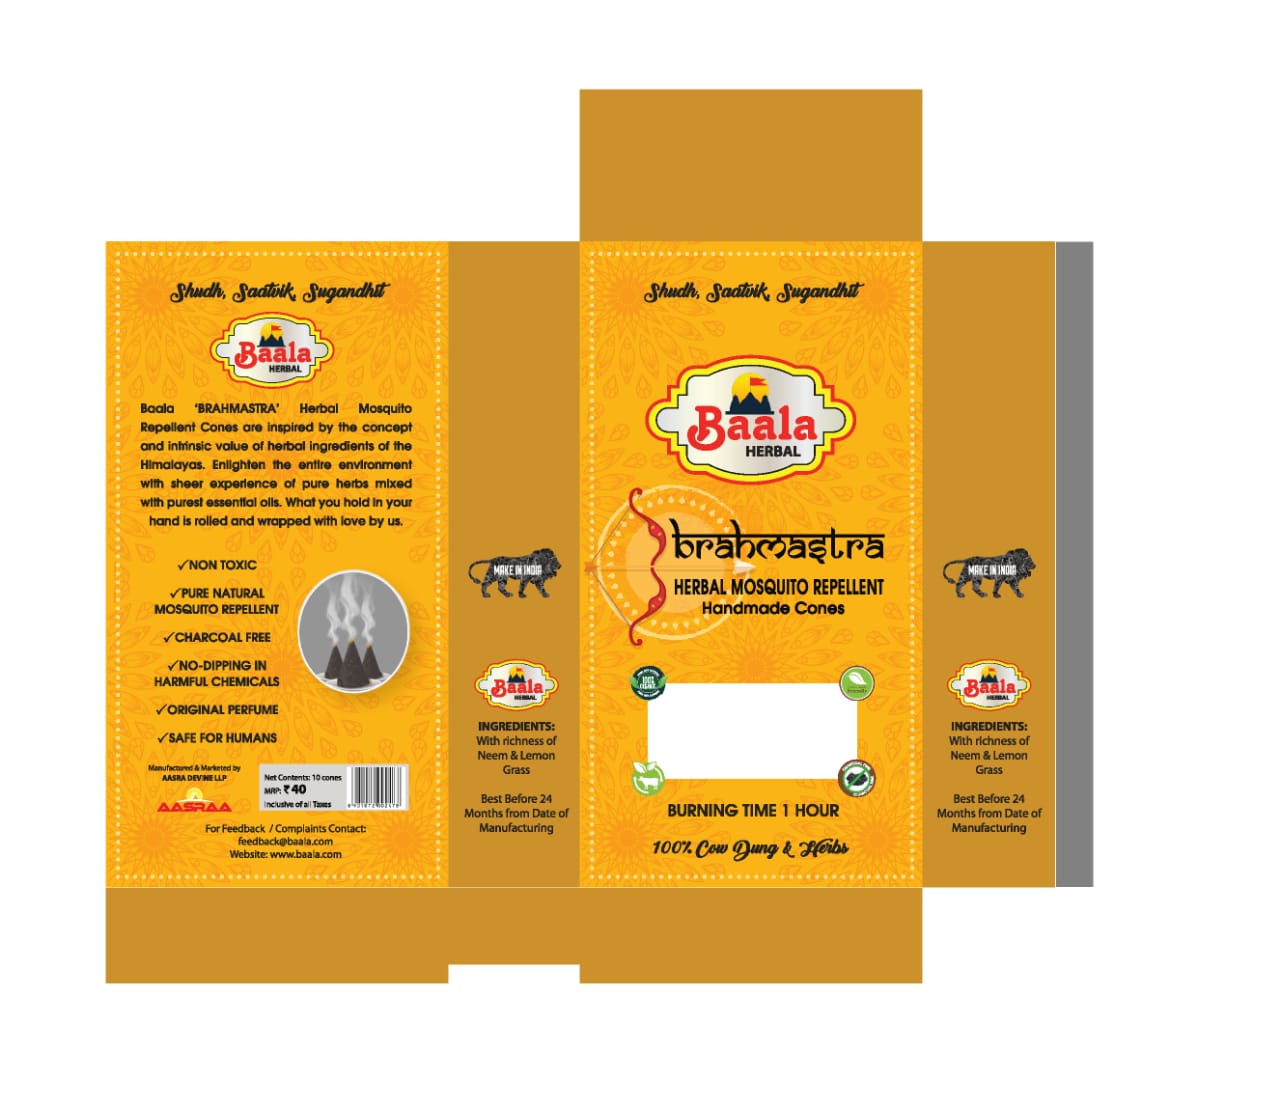 Shudh, Saatvik, Sugandhit
Baala
HERBAL
Baala 'BRAHMASTRA' Herbal Mosquito
Repellent Cones are inspired by the concept
and intrinsic value of herbal ingredients of the
Himalayas. Enlighten the entire environment
with sheer experience of pure herbs mixed
with purest essential oils. What you hold in your
hand is rolled and wrapped with love by us.
✓NON TOXIC
✓PURE NATURAL
MOSQUITO REPELLENT
✓CHARCOAL FREE
✓NO-DIPPING IN
HARMFUL CHEMICALS
✓ORIGINAL PERFUME
✓SAFE FOR HUMANS
Manufactured & Marketed by
AASRA DEVINE LLP
AASRAA
Net Contents: 10 cones
MRP: ₹ 40
Inclusive of all Taxes
For Feedback / Complaints Contact:
feedback@baala.com
Website: www.baala.com
MAKE IN INDIA
Baala
HERBAL
INGREDIENTS:
With richness of
Neem & Lemon
Grass
Best Before 24
Months from Date of
Manufacturing
Shudh, Saatvik, Sugandhit
Baala
HERBAL
brahmastra
HERBAL MOSQUITO REPELLENT
Handmade Cones
100%
BURNING TIME 1 HOUR
100% Cow Dung & Herbs
MAKE IN INDIA
Baala
HERBAL
INGREDIENTS:
With richness of
Neem & Lemon
Grass
Best Before 24
Months from Date of
Manufacturing